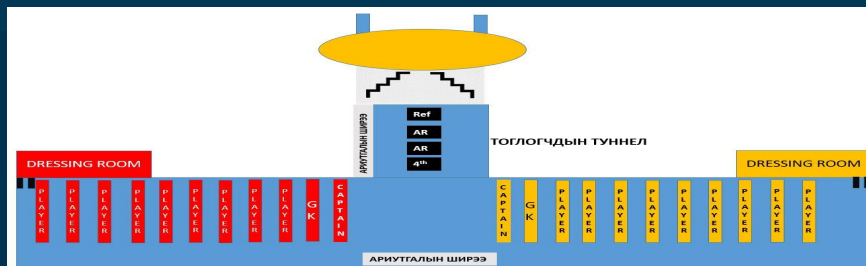 Ref
AR
AR
4th
АРИУТГАЛЫН ШИРЭЭ
ТОГЛОГЧДЫН ТУННЕЛ
DRESSING ROOM
DRESSING ROOM
PLAYER
PLAYER
PLAYER
PLAYER
PLAYER
PLAYER
PLAYER
PLAYER
PLAYER
GK
CAPTAIN
CAPTAIN
GK
PLAYER
PLAYER
PLAYER
PLAYER
PLAYER
PLAYER
PLAYER
PLAYER
PLAYER
АРИУТГАЛЫН ШИРЭЭ